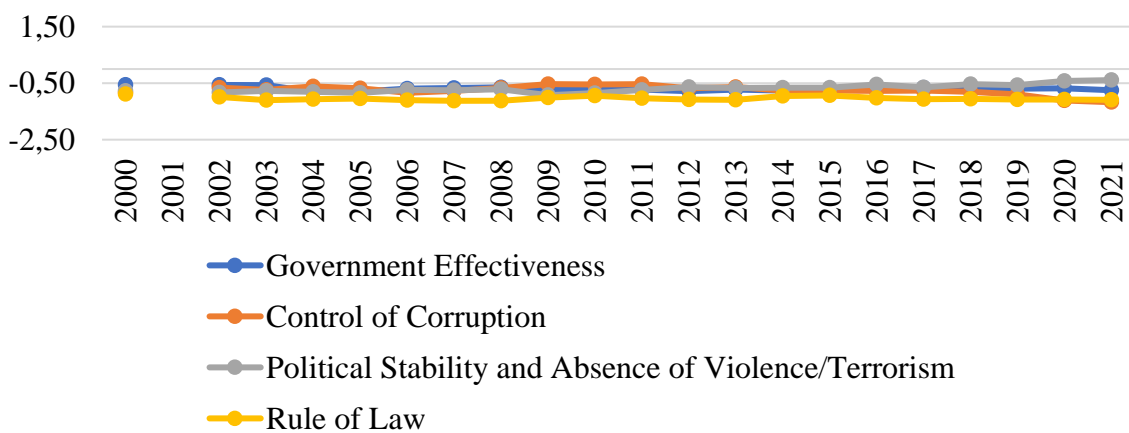 1,50
-0,50
-2,50
2000 2001 2002 2003 2004 2005 2006 2007 2008 2009 2010 2011 2012 2013 2014 2015 2016 2017 2018 2019 2020 2021
Government Effectiveness
Control of Corruption
Political Stability and Absence of Violence/Terrorism
Rule of Law